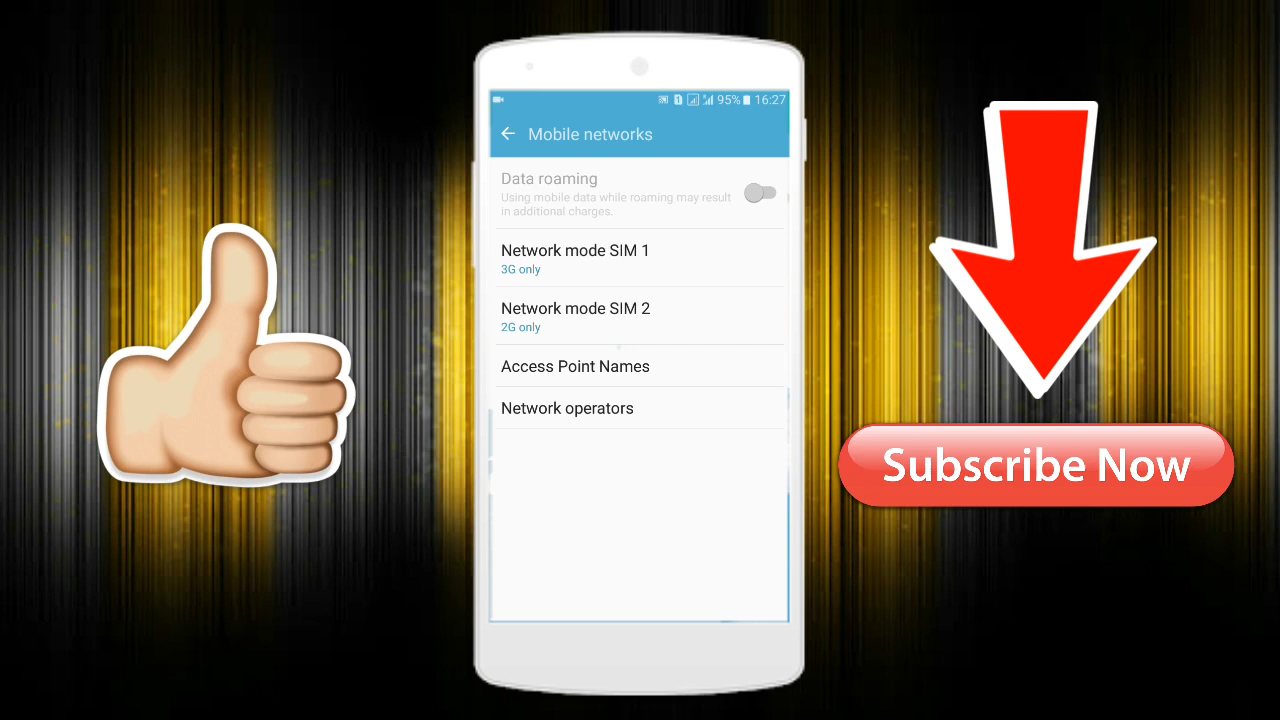 95% 16:27
Mobile networks
Data roaming
Using mobile data while roaming may result
in additional charges.
Network mode SIM 1
3G only
Network mode SIM 2
2G only
Access Point Names
Network operators
Subscribe Now